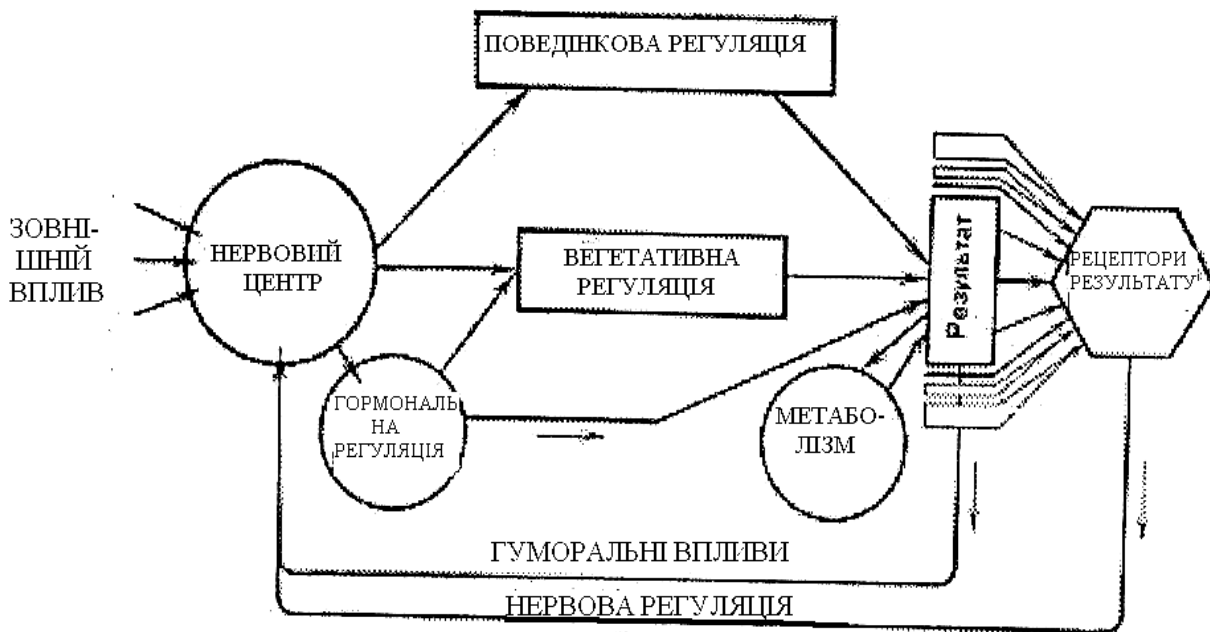 ПОВЕДІНКОВА РЕГУЛЯЦІЯ
ЗОВНІ-
ШНІЙ
ВПЛИВ
НЕРВОВИЙ
ЦЕНТР
ВЕГЕТАТИВНА
РЕГУЛЯЦІЯ
Результат
РЕЦЕПТОРИ
РЕЗУЛЬТАТУ
ГОРМОНАЛЬ
НА
РЕГУЛЯЦІЯ
МЕТАБО-
ЛІЗМ
ГУМОРАЛЬНІ ВПЛИВИ
НЕРВОВА РЕГУЛЯЦІЯ